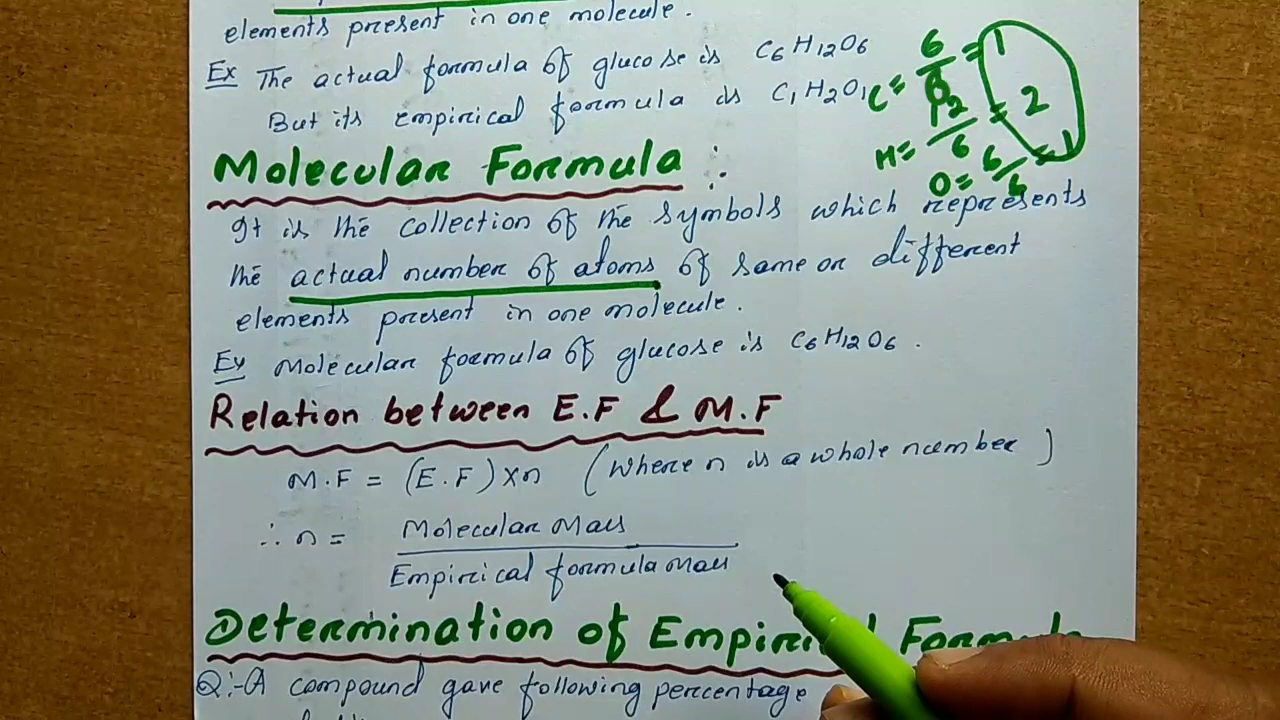 elements present in one molecule.
Ex The actual formula of glucose is C6H12O6
But its empirical formula is C1H2O1
C = 6/6 = 1
H = 12/6 = 2
O = 6/6 = 1
Molecular Formula :
It is the collection of the symbols which represents
the actual number of atoms of same or different
elements present in one molecule.
Ex Molecular formula of glucose is C6H12O6.
Relation between E.F & M.F
M.F = (E.F) x n (Where n is a whole number)
∴ n = Molecular Mass
Empirical formula Mass
Determination of Empirical Formula
Q:- A compound gave following percentage